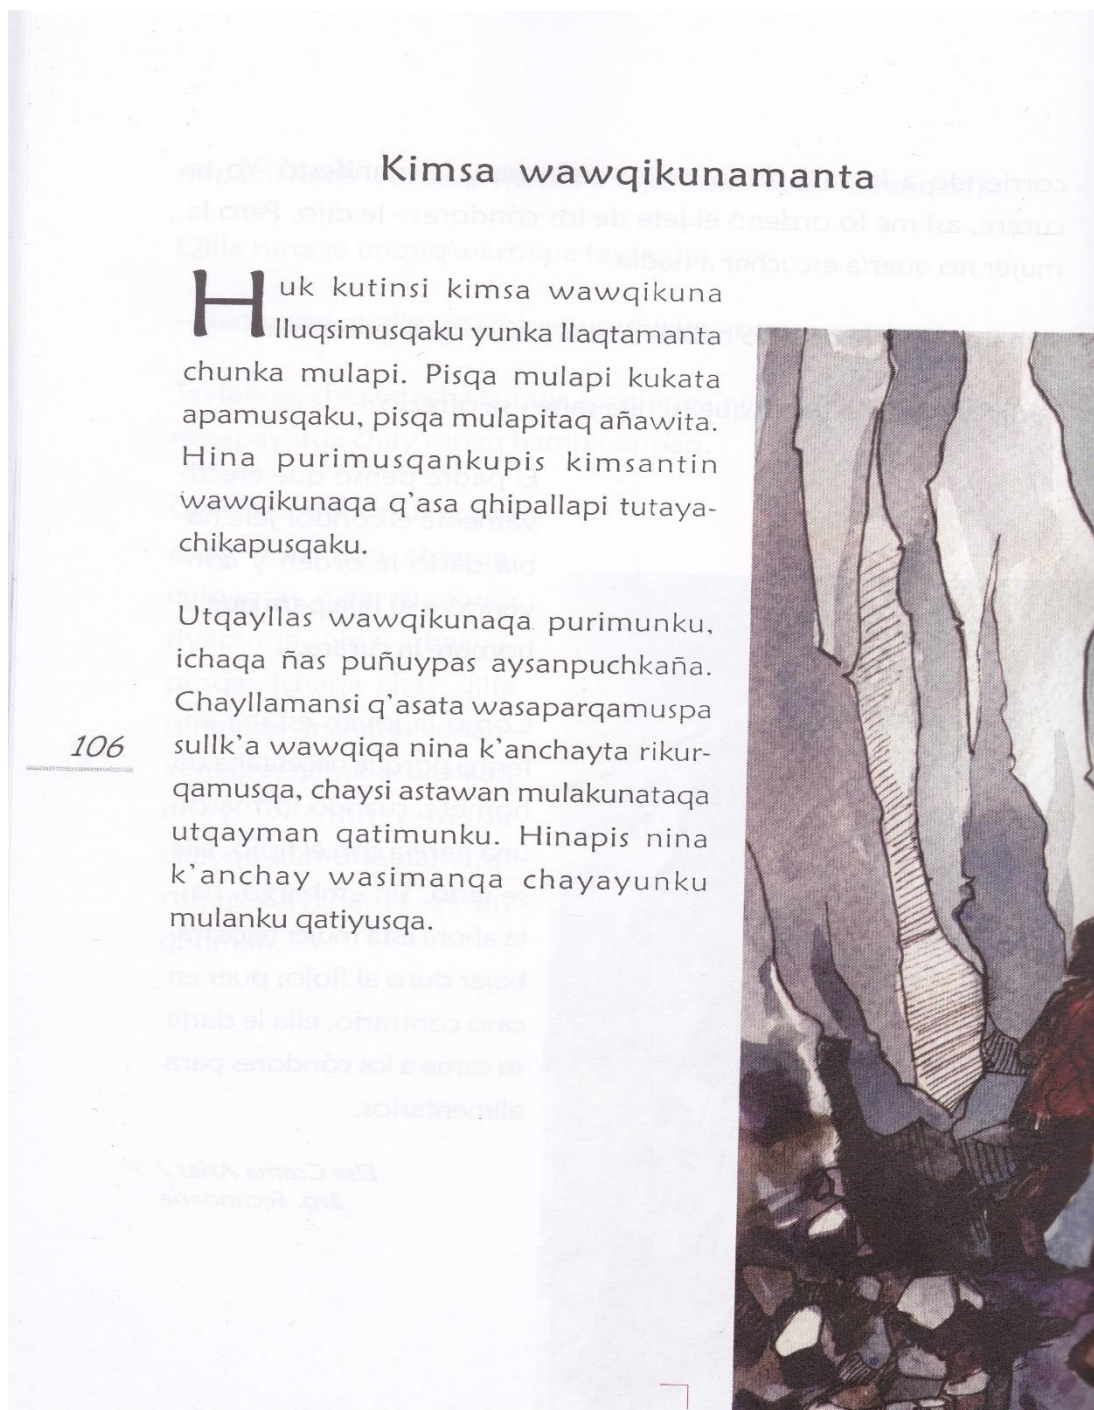 Kimsa wawqikunamanta
Huk kutinsi kimsa wawqikuna
lluqsimusqaku yunka llaqtamanta
chunka mulapi. Pisqa mulapi kukata
apamusqaku, pisqa mulapitaq añawita.
Hina purimusqankupis kimsantin
wawqikunaqa q'asa qhipallapi tutaya-
chikapusqaku.
Utqayllas wawqikunaqa purimunku,
ichaqa ñas puñuypas aysanpuchkaña.
Chayllamansi q'asata wasaparqamuspa
sullk'a wawqiqa nina k'anchayta rikur-
qamusqa, chaysi astawan mulakunataqa
utqayman qatimunku. Hinapis nina
k'anchay wasimanqa chayayunku
mulanku qatiyusqa.
106